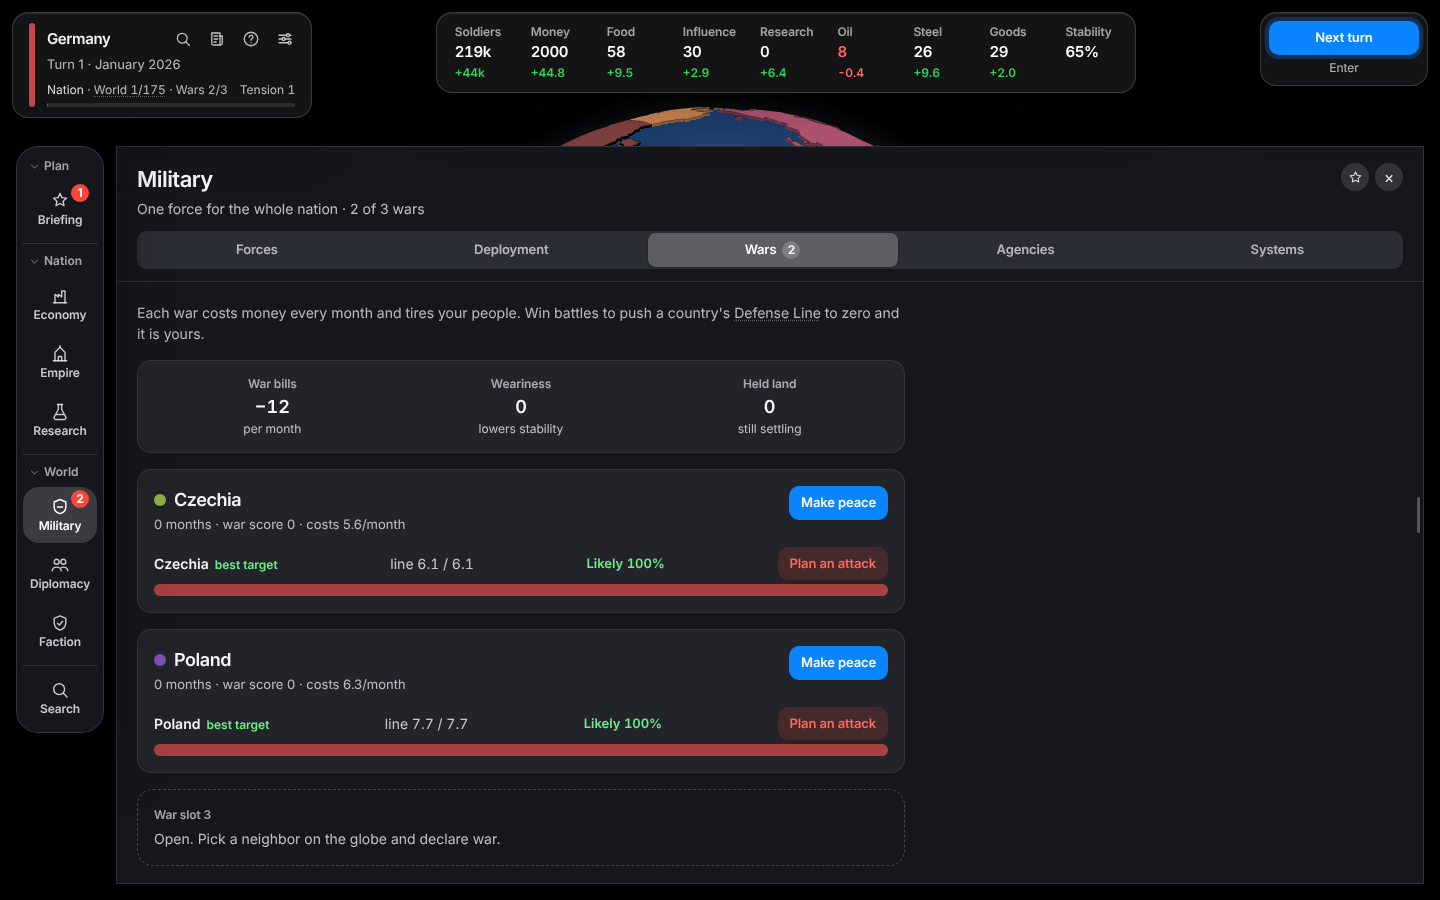 Germany
Turn 1 · January 2026
Nation · World 1/175 · Wars 2/3 Tension 1
Soldiers Money Food Influence Research Oil Steel Goods Stability
219k 2000 58 30 0 8 26 29 65%
+44k +44.8 +9.5 +2.9 +6.4 -0.4 +9.6 +2.0
Next turn
Enter
Plan
1
Briefing
Nation
Economy
Empire
Research
World
2
Military
Diplomacy
Faction
Search
Military
One force for the whole nation · 2 of 3 wars
Forces Deployment Wars 2 Agencies Systems
Each war costs money every month and tires your people. Win battles to push a country's Defense Line to zero and
it is yours.
War bills Weariness Held land
−12 0 0
per month lowers stability still settling
Czechia Make peace
0 months · war score 0 · costs 5.6/month
Czechia best target line 6.1 / 6.1 Likely 100% Plan an attack
Poland Make peace
0 months · war score 0 · costs 6.3/month
Poland best target line 7.7 / 7.7 Likely 100% Plan an attack
War slot 3
Open. Pick a neighbor on the globe and declare war.